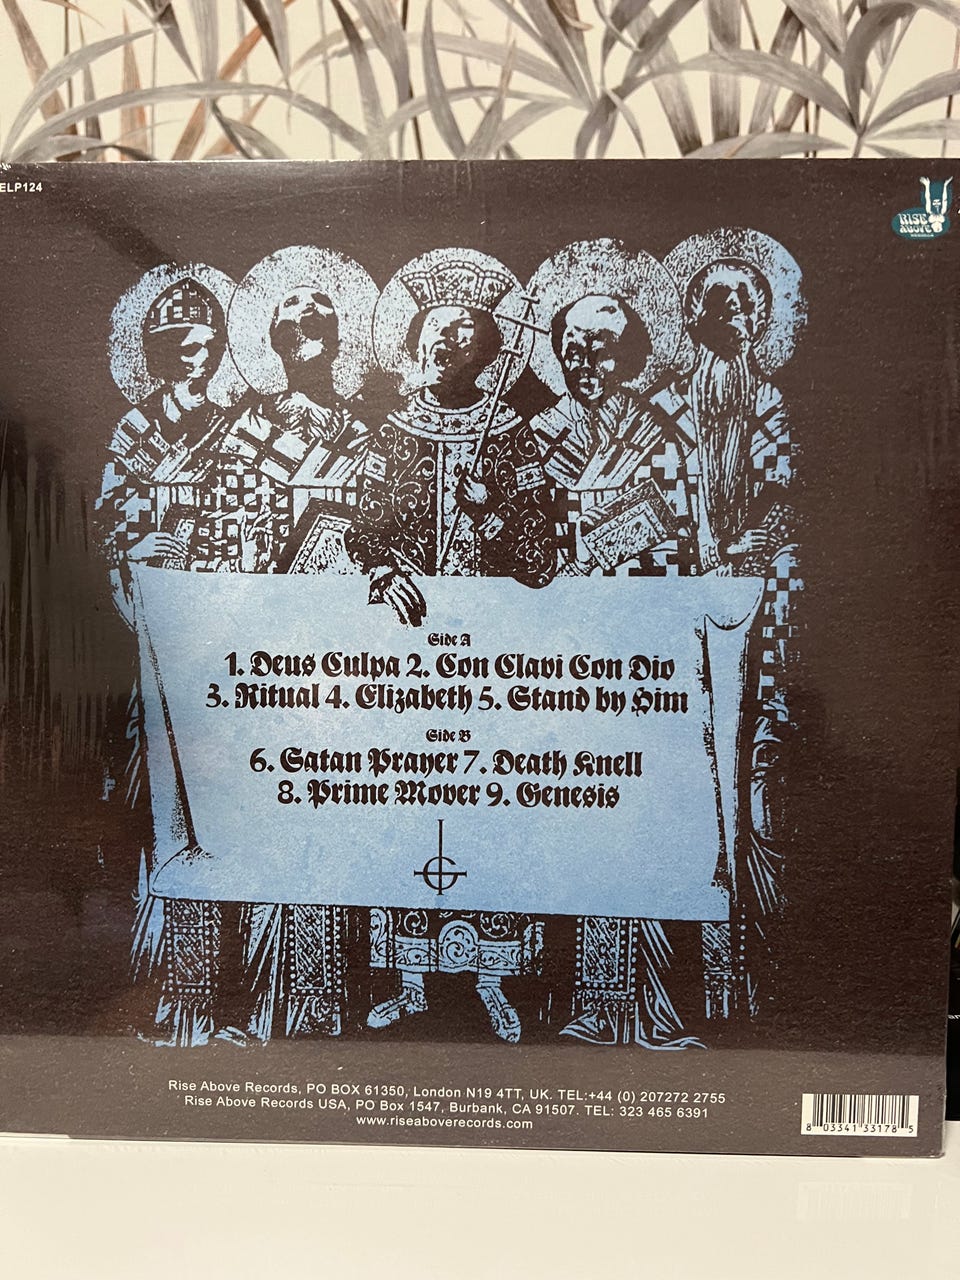 ELP124
RISE
ABOVE
Side A
1. Deus Culpa 2. Con Clavi Con Dio
3. Ritual 4. Elizabeth 5. Stand by Him
Side B
6. Satan Prayer 7. Death Knell
8. Prime Mover 9. Genesis
Rise Above Records, PO BOX 61350, London N19 4TT, UK. TEL:+44 (0) 207272 2755
Rise Above Records USA, PO Box 1547, Burbank, CA 91507. TEL: 323 465 6391
www.riseaboverecords.com
8 03341 33178 5